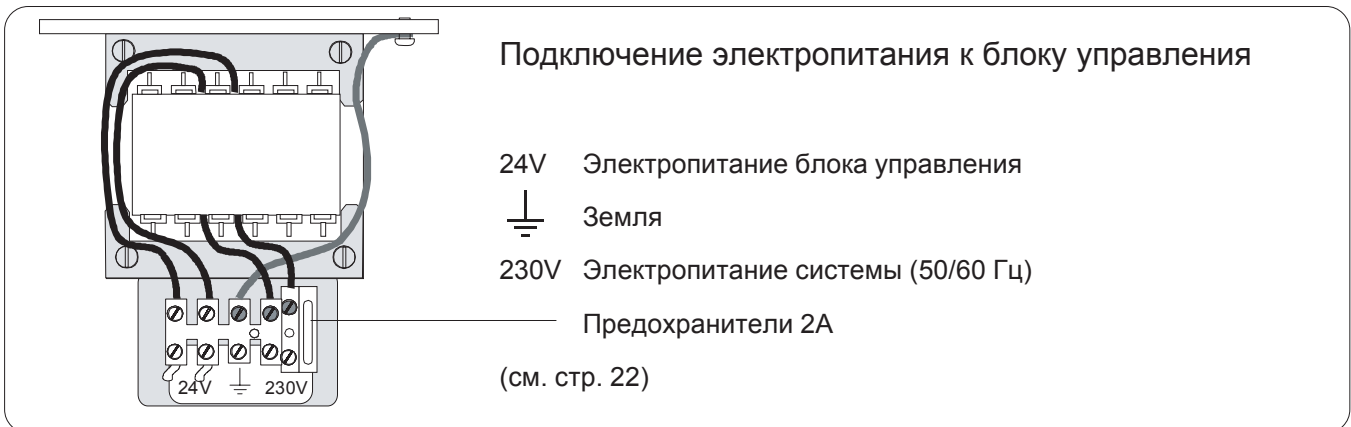 Подключение электропитания к блоку управления
24V Электропитание блока управления
Земля
230V Электропитание системы (50/60 Гц)
Предохранители 2А
(см. стр. 22)
24V 230V